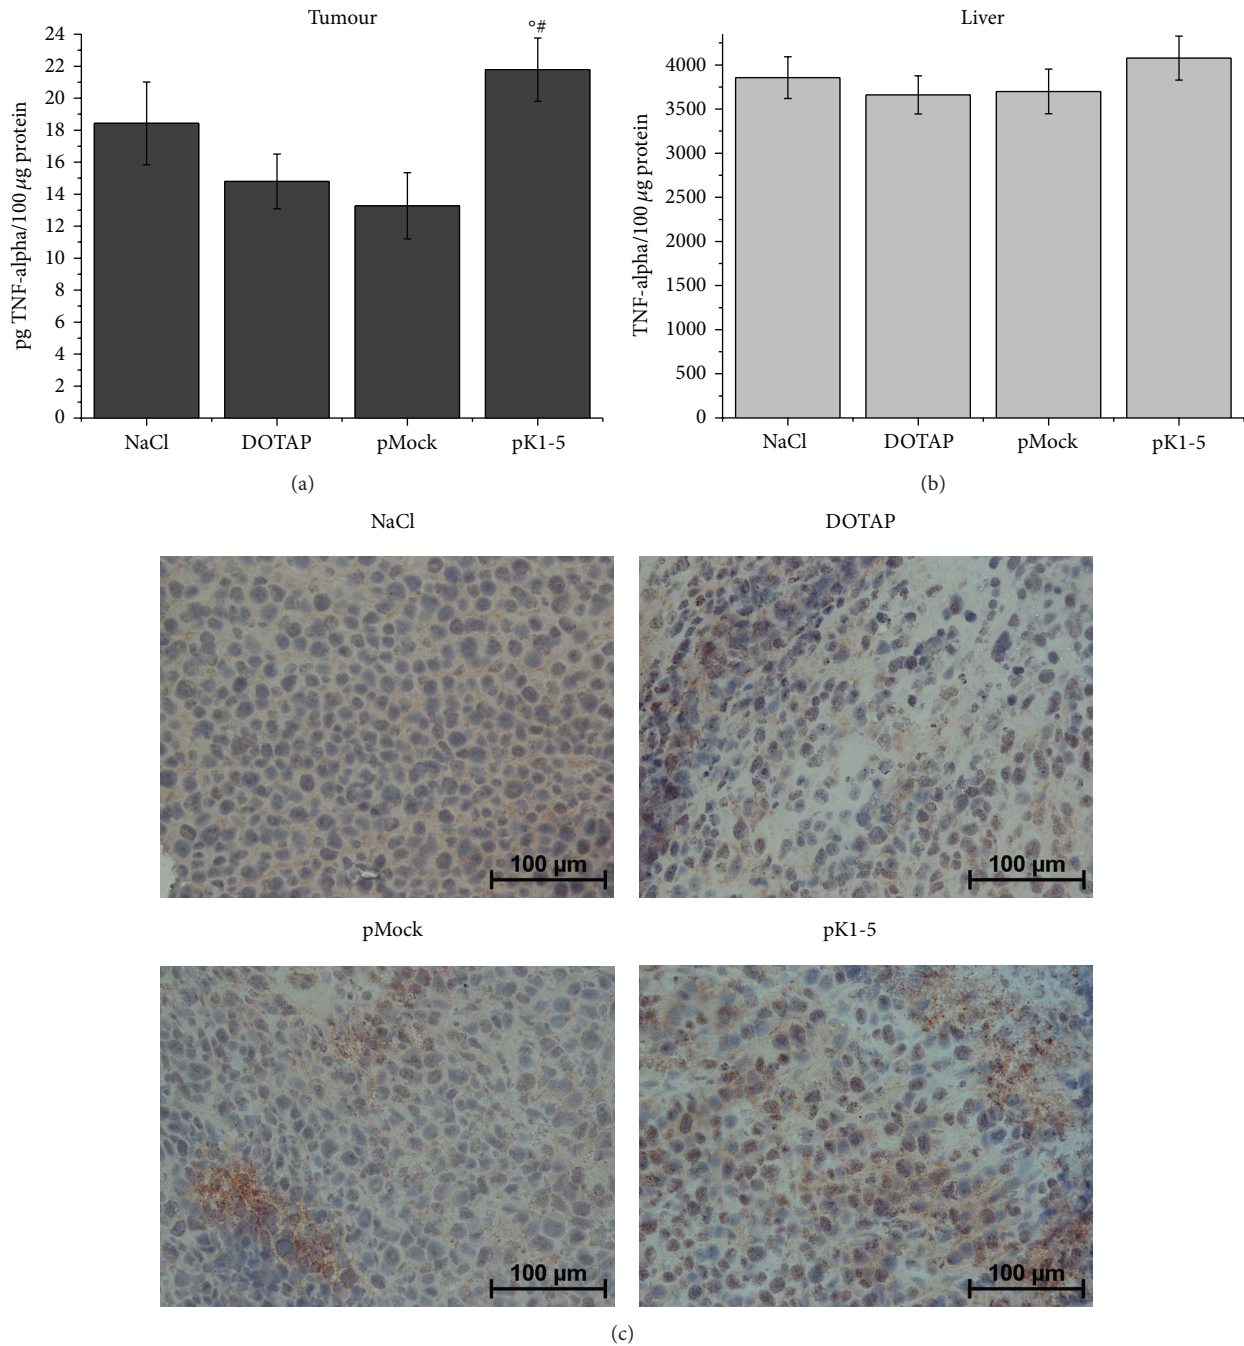 Tumour
°#
24
22
20
18
16
14
12
10
8
6
4
2
0
pg TNF-alpha/100 μg protein
NaCl DOTAP pMock pK1-5
(a)
Liver
4000
3500
3000
2500
2000
1500
1000
500
0
TNF-alpha/100 μg protein
NaCl DOTAP pMock pK1-5
(b)
NaCl DOTAP
100 μm 100 μm
pMock pK1-5
100 μm 100 μm
(c)